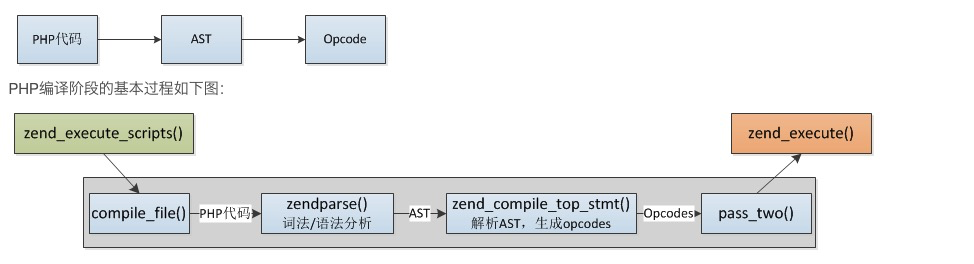 PHP代码
AST
Opcode
PHP编译阶段的基本过程如下图：
zend_execute_scripts()
zend_execute()
compile_file()
PHP代码
zendparse()
词法/语法分析
AST
zend_compile_top_stmt()
解析AST，生成opcodes
Opcodes
pass_two()